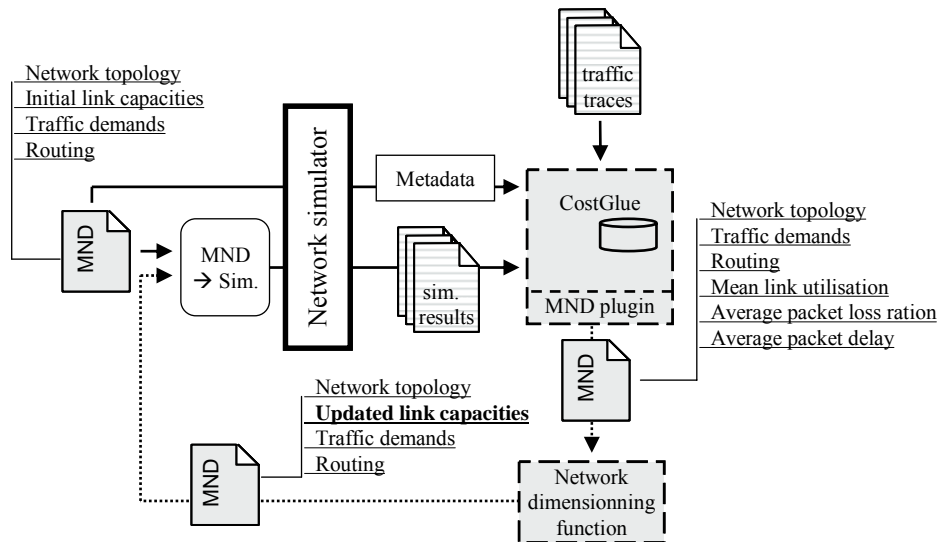 traffic
traces
Network topology
Initial link capacities
Traffic demands
Routing
Network simulator
Metadata
CostGlue
MND
MND
→ Sim.
sim.
results
MND plugin
Network topology
Traffic demands
Routing
Mean link utilisation
Average packet loss ration
Average packet delay
MND
Network topology
Updated link capacities
Traffic demands
Routing
MND
Network
dimensionning
function